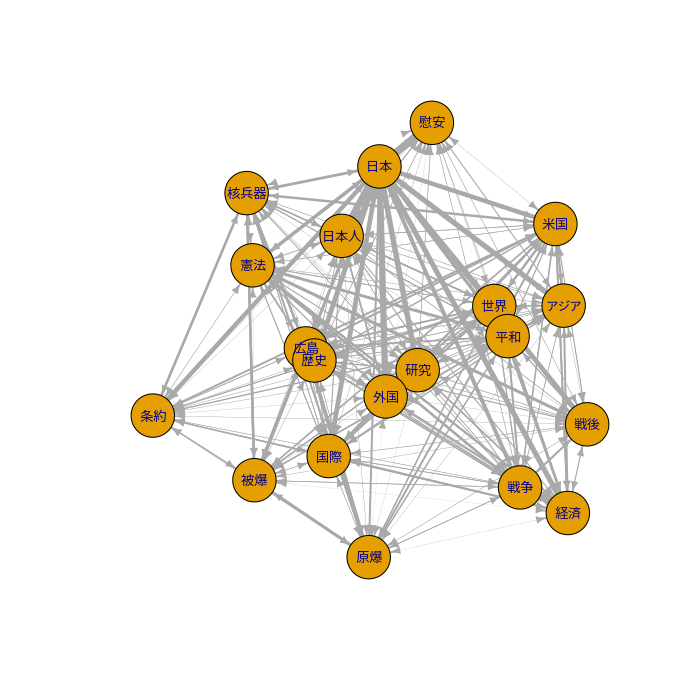 慰安
日本
核兵器
米国
日本人
憲法
世界
アジア
平和
広島
歴史
研究
外国
条約
戦後
国際
被爆
戦争
経済
原爆